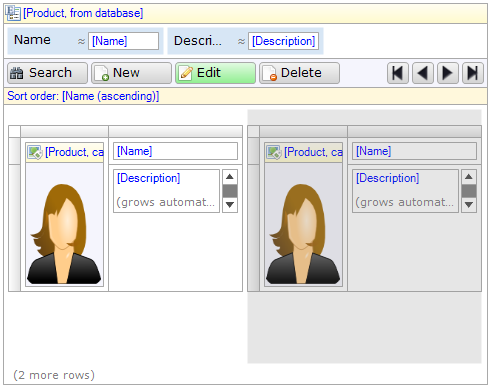 [Product, from database]
Name ≈ [Name] Descri... ≈ [Description]
Search New Edit Delete
Sort order: [Name (ascending)]
[Product, ca [Name] [Product, ca [Name]
[Description] [Description]
(grows automat... (grows automat...
(2 more rows)